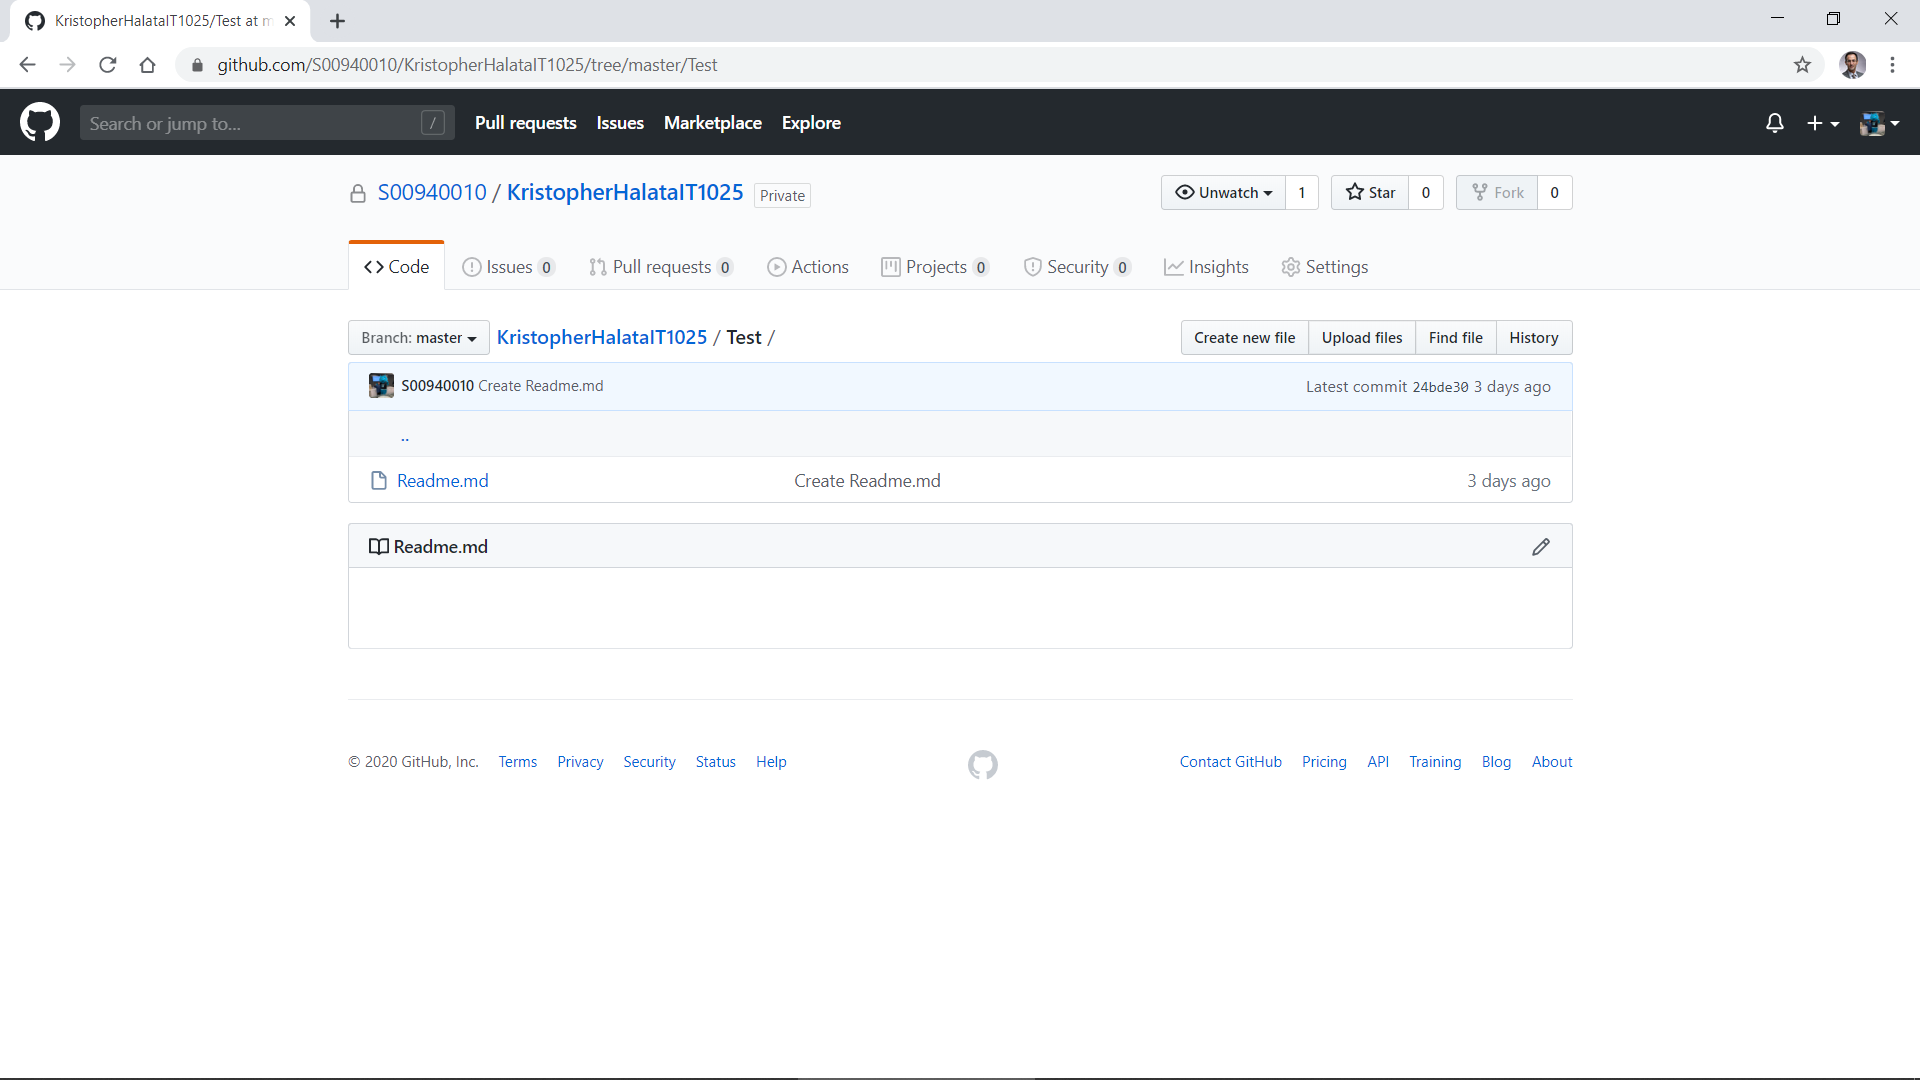 KristopherHalataIT1025/Test at m
github.com/S00940010/KristopherHalataIT1025/tree/master/Test
Search or jump to... /
Pull requests Issues Marketplace Explore
S00940010 / KristopherHalataIT1025 Private
Unwatch 1 Star 0 Fork 0
Code Issues 0 Pull requests 0 Actions Projects 0 Security 0 Insights Settings
Branch: master KristopherHalataIT1025 / Test /
Create new file Upload files Find file History
S00940010 Create Readme.md Latest commit 24bde30 3 days ago
..
Readme.md Create Readme.md 3 days ago
Readme.md
© 2020 GitHub, Inc. Terms Privacy Security Status Help Contact GitHub Pricing API Training Blog About